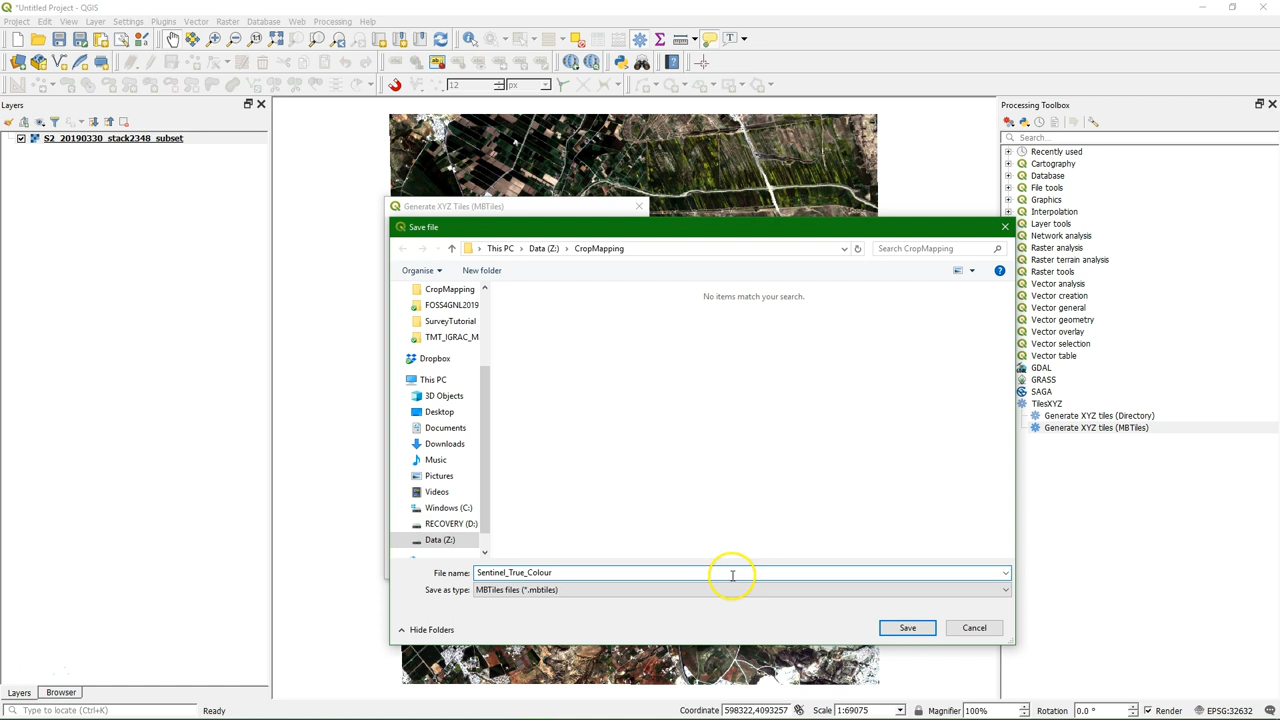 *Untitled Project - QGIS
Project Edit View Layer Settings Plugins Vector Raster Database Web Processing Help
12 px
Layers
S2_20190330_stack2348_subset
Processing Toolbox
Search...
Recently used
Cartography
Database
File tools
Graphics
Interpolation
Layer tools
Network analysis
Raster analysis
Raster terrain analysis
Raster tools
Vector analysis
Vector creation
Vector general
Vector geometry
Vector overlay
Vector selection
Vector table
GDAL
GRASS
SAGA
TilesXYZ
Generate XYZ tiles (Directory)
Generate XYZ tiles (MBTiles)
Generate XYZ Tiles (MBTiles)
Save file
This PC > Data (Z:) > CropMapping
Search CropMapping
Organise
New folder
CropMapping
FOSS4GNL2019
SurveyTutorial
TMT_IGRAC_M
Dropbox
This PC
3D Objects
Desktop
Documents
Downloads
Music
Pictures
Videos
Windows (C:)
RECOVERY (D:)
Data (Z:)
No items match your search.
File name: Sentinel_True_Colour
Save as type: MBTiles files (*.mbtiles)
Hide Folders
Save
Cancel
Layers Browser
Type to locate (Ctrl+K)
Ready
Coordinate 598322,4093257
Scale 1:69075
Magnifier 100%
Rotation 0.0 °
Render
EPSG:32632